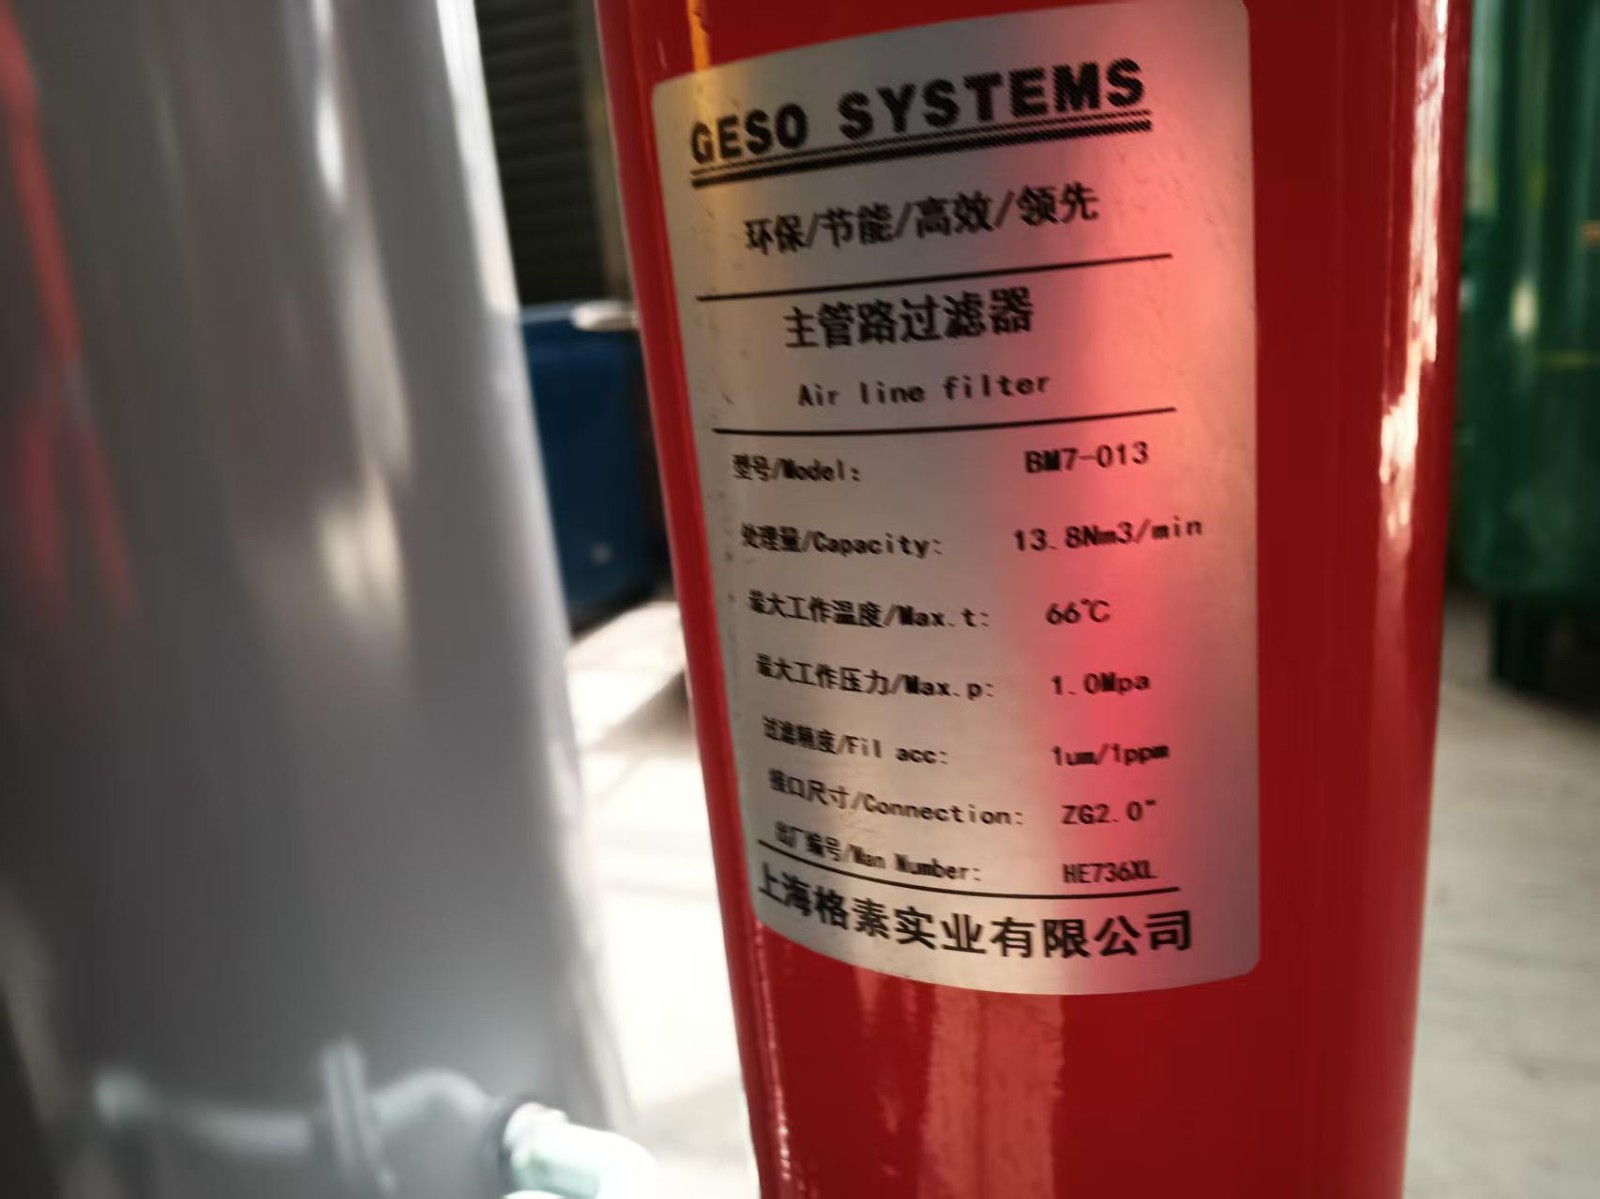 GESO SYSTEMS
环保/节能/高效/领先
主管路过滤器
Air line filter
型号/Model: BM7-013
处理量/Capacity: 13.8Nm3/min
最大工作温度/Max.t: 66℃
最大工作压力/Max.p: 1.0Mpa
过滤精度/Fil acc: 1um/1ppm
接口尺寸/Connection: ZG2.0"
出厂编号/Man Number: HE736XL
上海格素实业有限公司